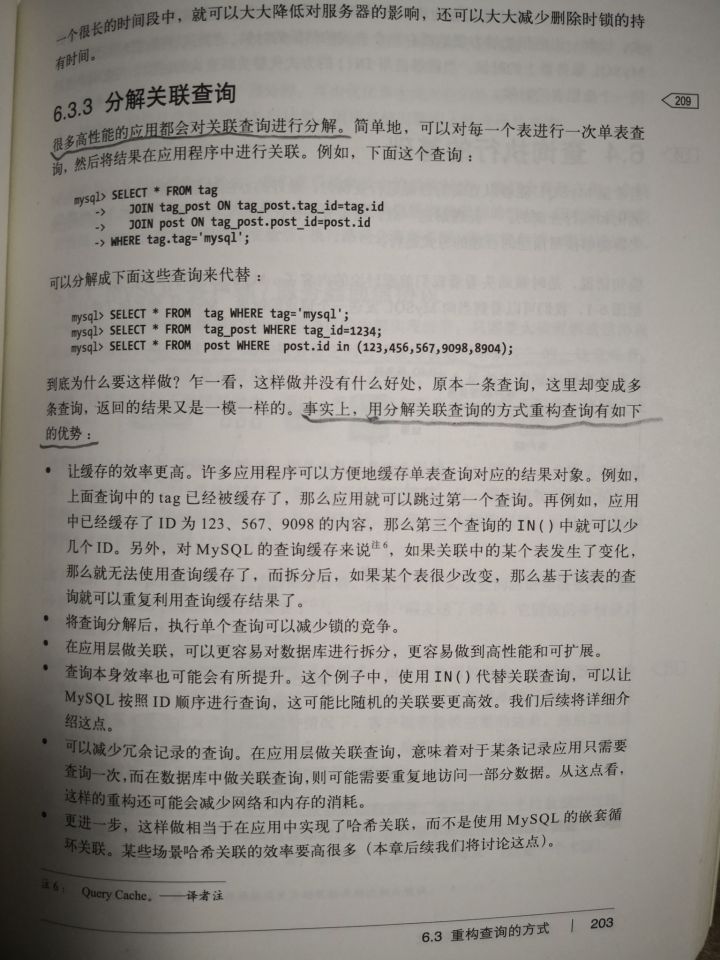 一个很长的时间段中，就可以大大降低对服务器的影响，还可以大大减少删除时锁的持
有时间。
6.3.3 分解关联查询
209
很多高性能的应用都会对关联查询进行分解。简单地，可以对每一个表进行一次单表查
询，然后将结果在应用程序中进行关联。例如，下面这个查询：
mysql> SELECT * FROM tag
-> JOIN tag_post ON tag_post.tag_id=tag.id
-> JOIN post ON tag_post.post_id=post.id
-> WHERE tag.tag='mysql';
可以分解成下面这些查询来代替：
mysql> SELECT * FROM tag WHERE tag='mysql';
mysql> SELECT * FROM tag_post WHERE tag_id=1234;
mysql> SELECT * FROM post WHERE post.id in (123,456,567,9098,8904);
到底为什么要这样做？乍一看，这样做并没有什么好处，原本一条查询，这里却变成多
条查询，返回的结果又是一模一样的。事实上，用分解关联查询的方式重构查询有如下
的优势：
• 让缓存的效率更高。许多应用程序可以方便地缓存单表查询对应的结果对象。例如，
上面查询中的 tag 已经被缓存了，那么应用就可以跳过第一个查询。再例如，应用
中已经缓存了 ID 为 123、567、9098 的内容，那么第三个查询的 IN() 中就可以少
几个 ID。另外，对 MySQL 的查询缓存来说注6，如果关联中的某个表发生了变化，
那么就无法使用查询缓存了，而拆分后，如果某个表很少改变，那么基于该表的查
询就可以重复利用查询缓存结果了。
• 将查询分解后，执行单个查询可以减少锁的竞争。
• 在应用层做关联，可以更容易对数据库进行拆分，更容易做到高性能和可扩展。
• 查询本身效率也可能会有所提升。这个例子中，使用 IN() 代替关联查询，可以让
MySQL 按照 ID 顺序进行查询，这可能比随机的关联要更高效。我们后续将详细介
绍这点。
• 可以减少冗余记录的查询。在应用层做关联查询，意味着对于某条记录应用只需要
查询一次，而在数据库中做关联查询，则可能需要重复地访问一部分数据。从这点看，
这样的重构还可能会减少网络和内存的消耗。
• 更进一步，这样做相当于在应用中实现了哈希关联，而不是使用 MySQL 的嵌套循
环关联。某些场景哈希关联的效率要高很多（本章后续我们将讨论这点）。
注6： Query Cache。——译者注
6.3 重构查询的方式 | 203